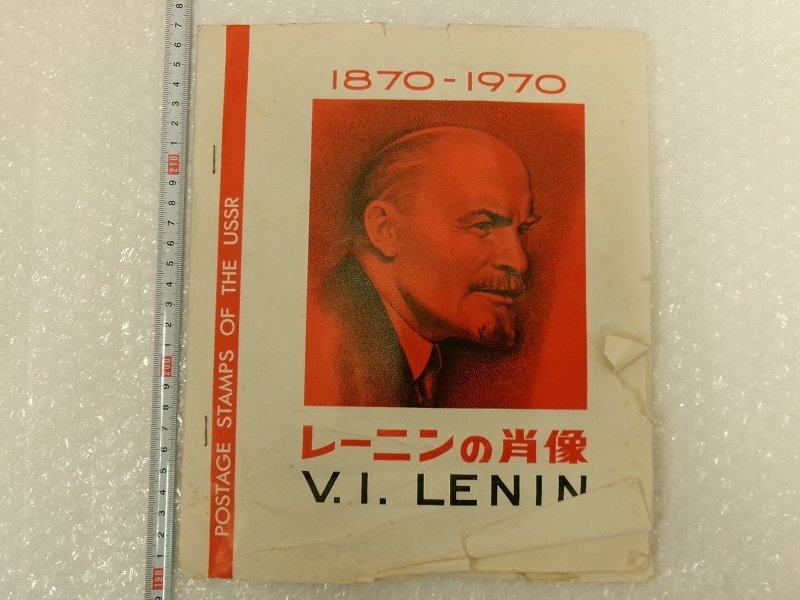 1870-1970
POSTAGE STAMPS OF THE USSR
レーニンの肖像
V. I. LENIN